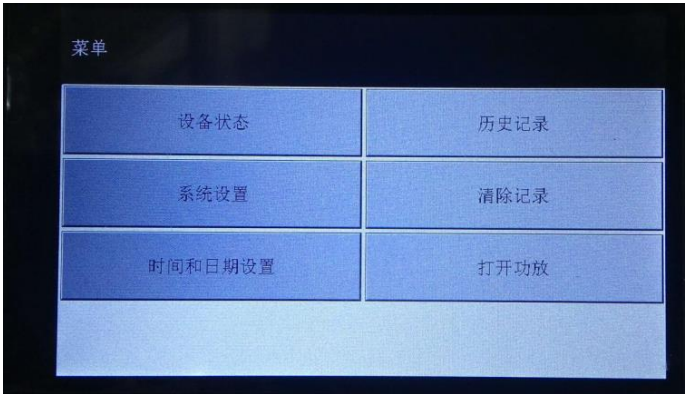 菜单
设备状态
历史记录
系统设置
清除记录
时间和日期设置
打开功放